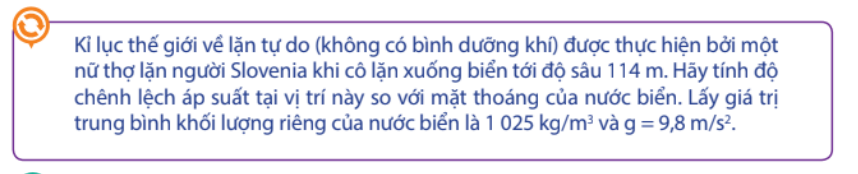 Kỉ lục thế giới về lặn tự do (không có bình dưỡng khí) được thực hiện bởi một
nữ thợ lặn người Slovenia khi cô lặn xuống biển tới độ sâu 114 m. Hãy tính độ
chênh lệch áp suất tại vị trí này so với mặt thoáng của nước biển. Lấy giá trị
trung bình khối lượng riêng của nước biển là 1 025 kg/m³ và g = 9,8 m/s².